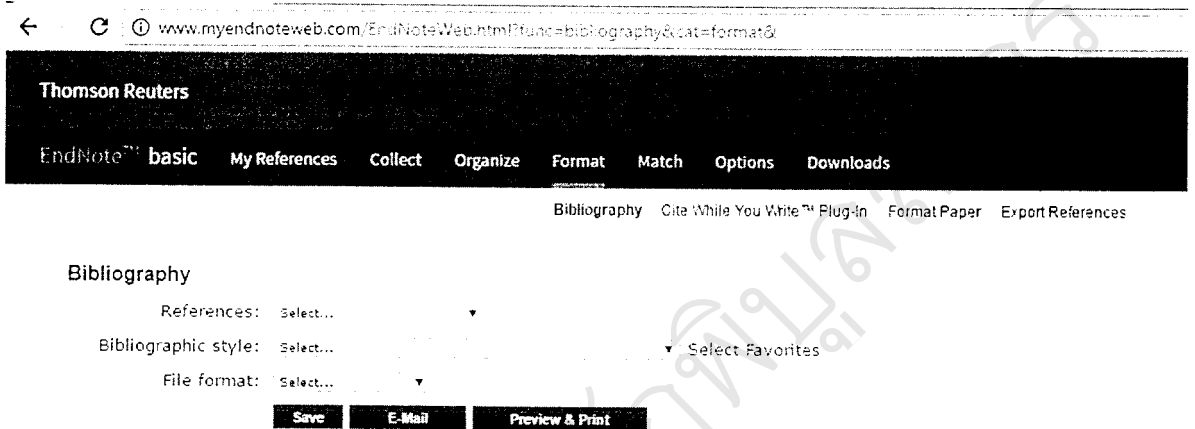 www.myendnoteweb.com/EndNoteWeb.html?func=bibliography&cat=format&
Thomson Reuters
EndNote™ basic My References Collect Organize Format Match Options Downloads
Bibliography Cite While You Write™ Plug-In Format Paper Export References
Bibliography
References: Select...
Bibliographic style: Select... Select Favorites
File format: Select...
Save E-Mail Preview & Print